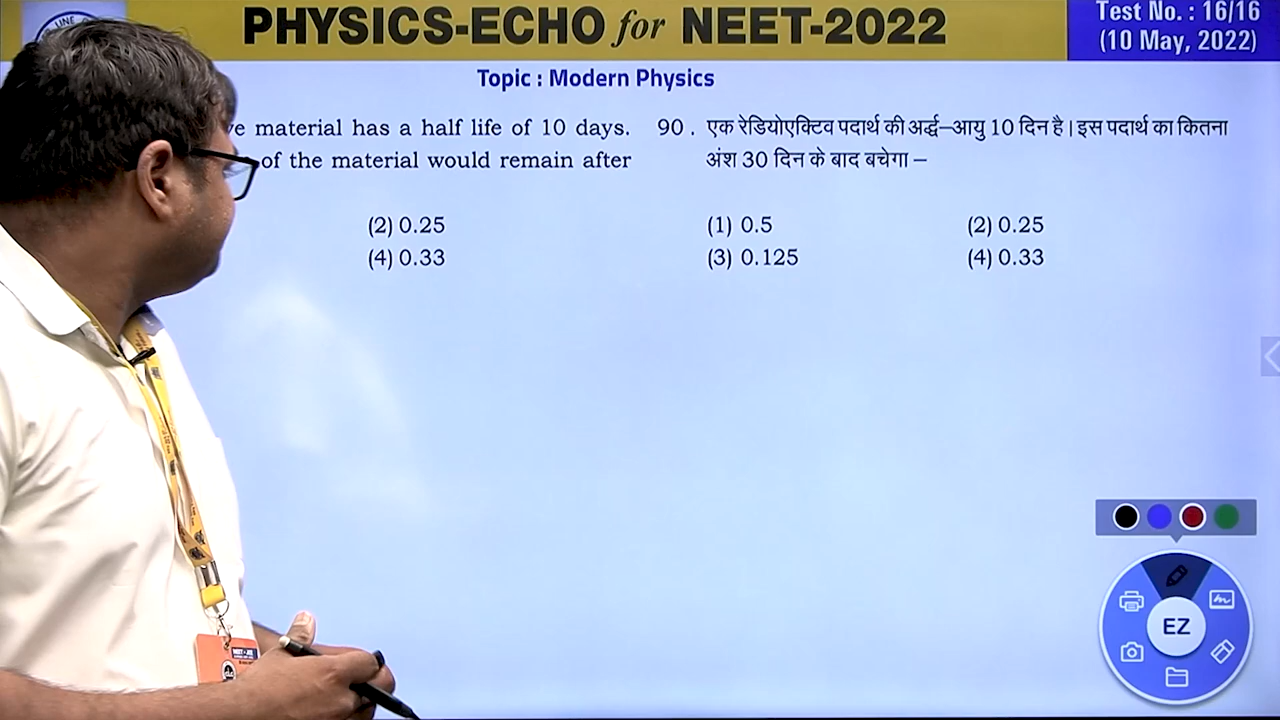 PHYSICS-ECHO for NEET-2022
Test No. : 16/16
(10 May, 2022)
Topic : Modern Physics
material has a half life of 10 days.
of the material would remain after
(2) 0.25
(4) 0.33
90. एक रेडियोएक्टिव पदार्थ की अर्द्ध–आयु 10 दिन है। इस पदार्थ का कितना
अंश 30 दिन के बाद बचेगा –
(1) 0.5 (2) 0.25
(3) 0.125 (4) 0.33
EZ